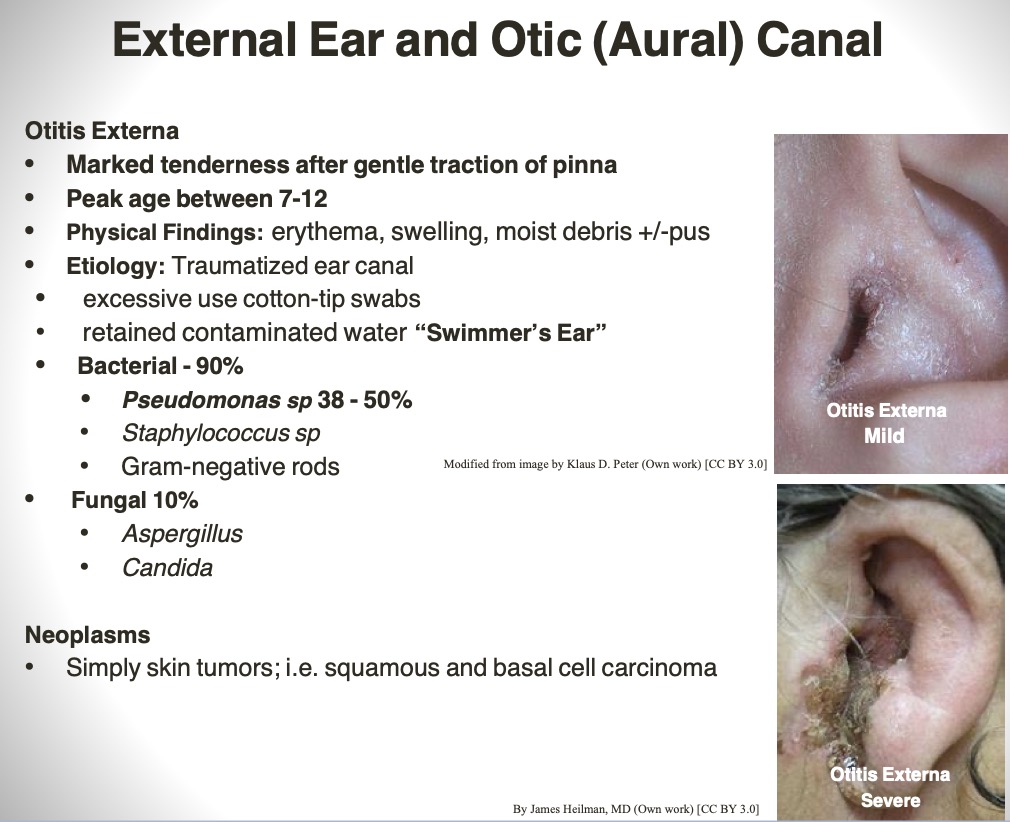 External Ear and Otic (Aural) Canal
Otitis Externa
• Marked tenderness after gentle traction of pinna
• Peak age between 7-12
• Physical Findings: erythema, swelling, moist debris +/-pus
• Etiology: Traumatized ear canal
• excessive use cotton-tip swabs
• retained contaminated water “Swimmer’s Ear”
• Bacterial - 90%
• Pseudomonas sp 38 - 50%
• Staphylococcus sp
• Gram-negative rods
• Fungal 10%
• Aspergillus
• Candida
Neoplasms
• Simply skin tumors; i.e. squamous and basal cell carcinoma
Otitis Externa
Mild
Modified from image by Klaus D. Peter (Own work) [CC BY 3.0]
Otitis Externa
Severe
By James Heilman, MD (Own work) [CC BY 3.0]